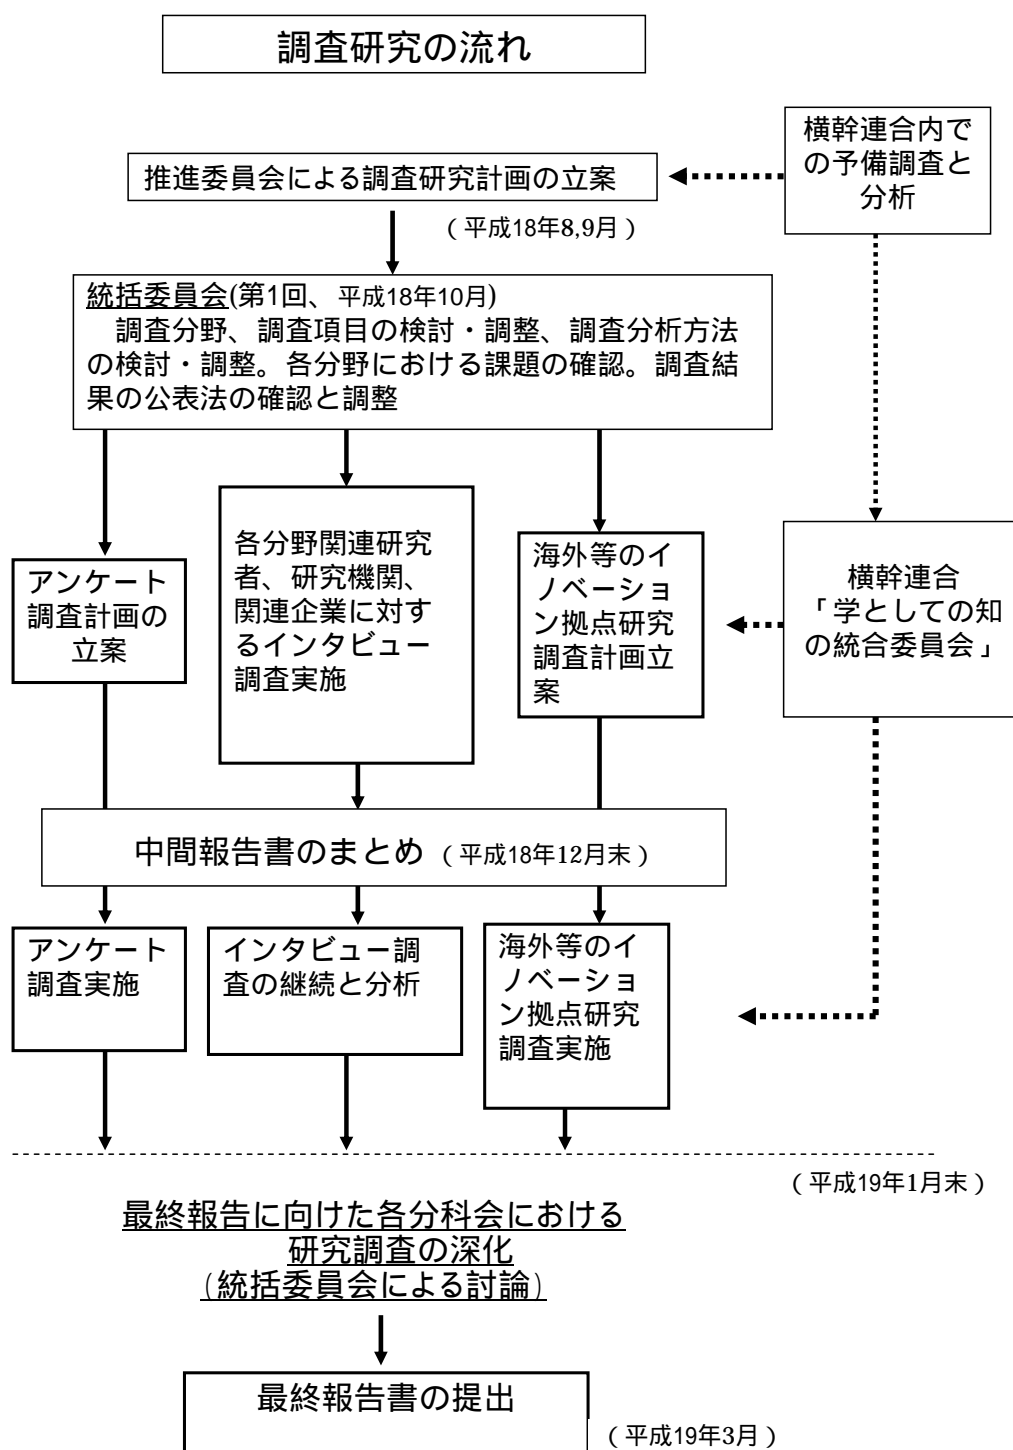 調査研究の流れ
横幹連合内で
の予備調査と
分析
推進委員会による調査研究計画の立案
（平成18年8,9月）
統括委員会(第1回、平成18年10月)
調査分野、調査項目の検討・調整、調査分析方法
の検討・調整。各分野における課題の確認。調査結
果の公表法の確認と調整
アンケート
調査計画の
立案
各分野関連研究
者、研究機関、
関連企業に対す
るインタビュー
調査実施
海外等のイ
ノベーショ
ン拠点研究
調査計画立
案
横幹連合
「学としての知
の統合委員会」
中間報告書のまとめ（平成18年12月末）
アンケート
調査実施
インタビュー調
査の継続と分析
海外等のイ
ノベーショ
ン拠点研究
調査実施
（平成19年1月末）
最終報告に向けた各分科会における
研究調査の深化
(統括委員会による討論)
最終報告書の提出
（平成19年3月）